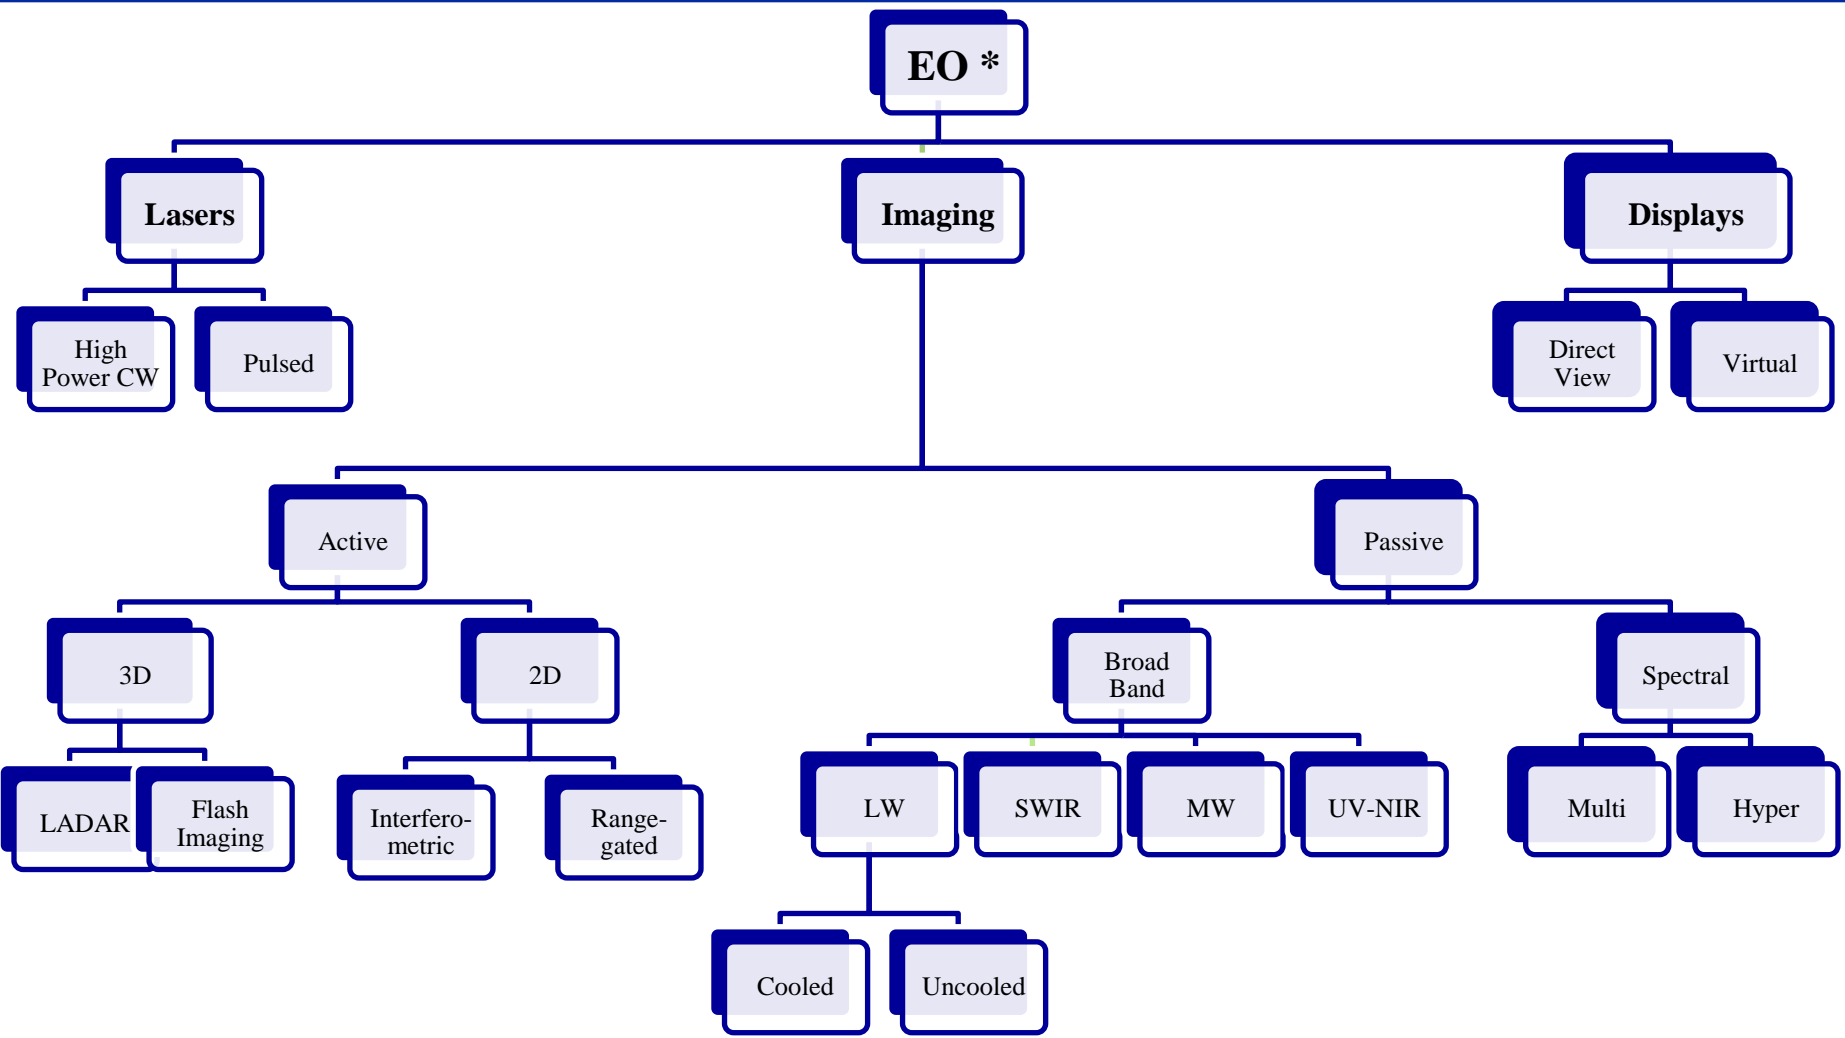 EO *
Lasers
Imaging
Displays
High
Power CW
Pulsed
Direct
View
Virtual
Active
Passive
3D
2D
Broad
Band
Spectral
LADAR
Flash
Imaging
Interfero-
metric
Range-
gated
LW
SWIR
MW
UV-NIR
Multi
Hyper
Cooled
Uncooled